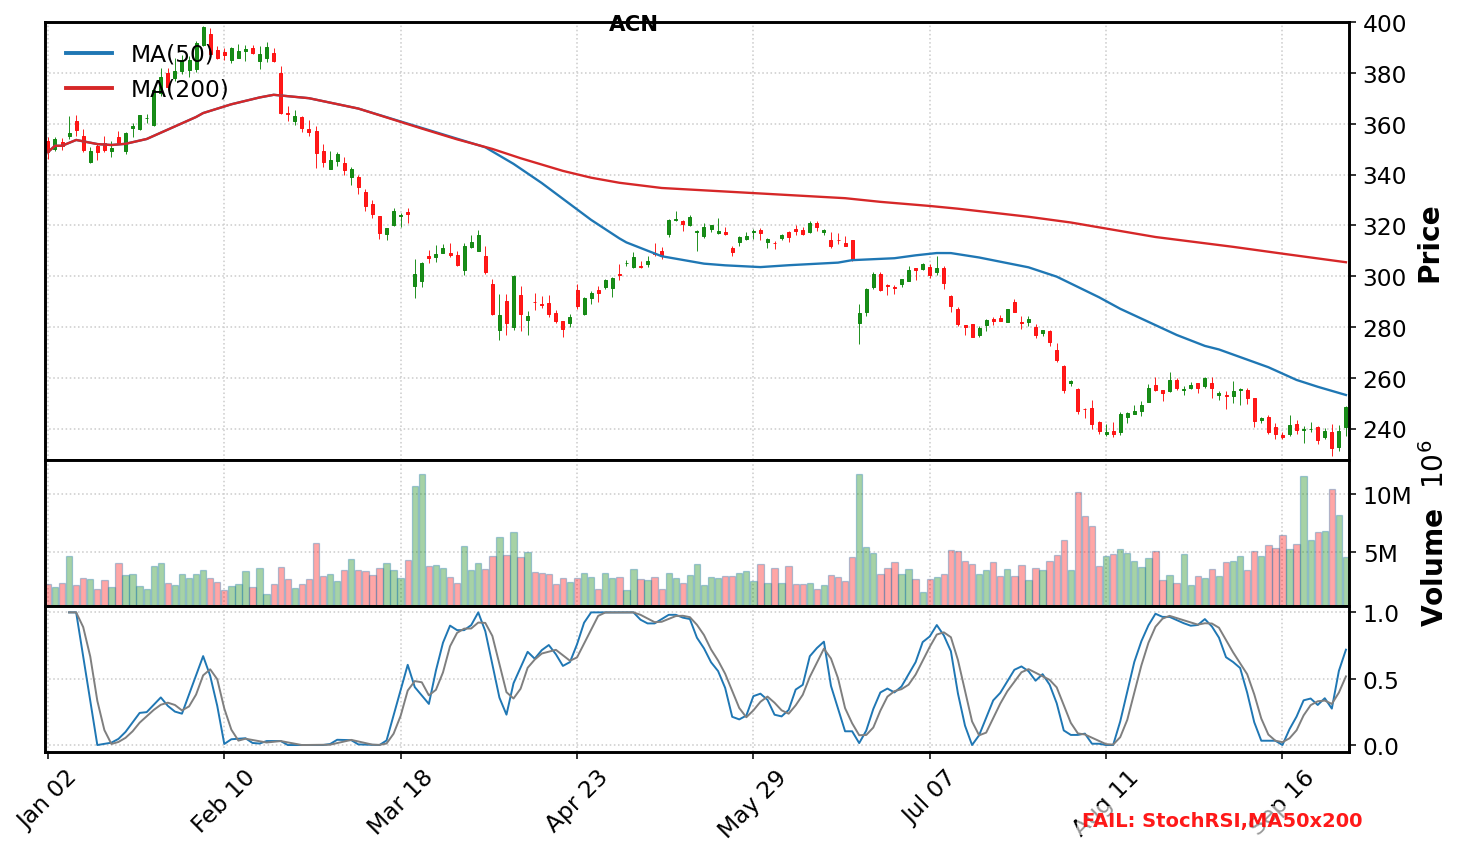 ACN
MA(50)
MA(200)
400
380
360
340
320
300
280
260
240
Price
10M
5M
Volume 10^6
1.0
0.5
0.0
Jan 02
Feb 10
Mar 18
Apr 23
May 29
Jul 07
Aug 11
Sep 16
FAIL: StochRSI,MA50x200